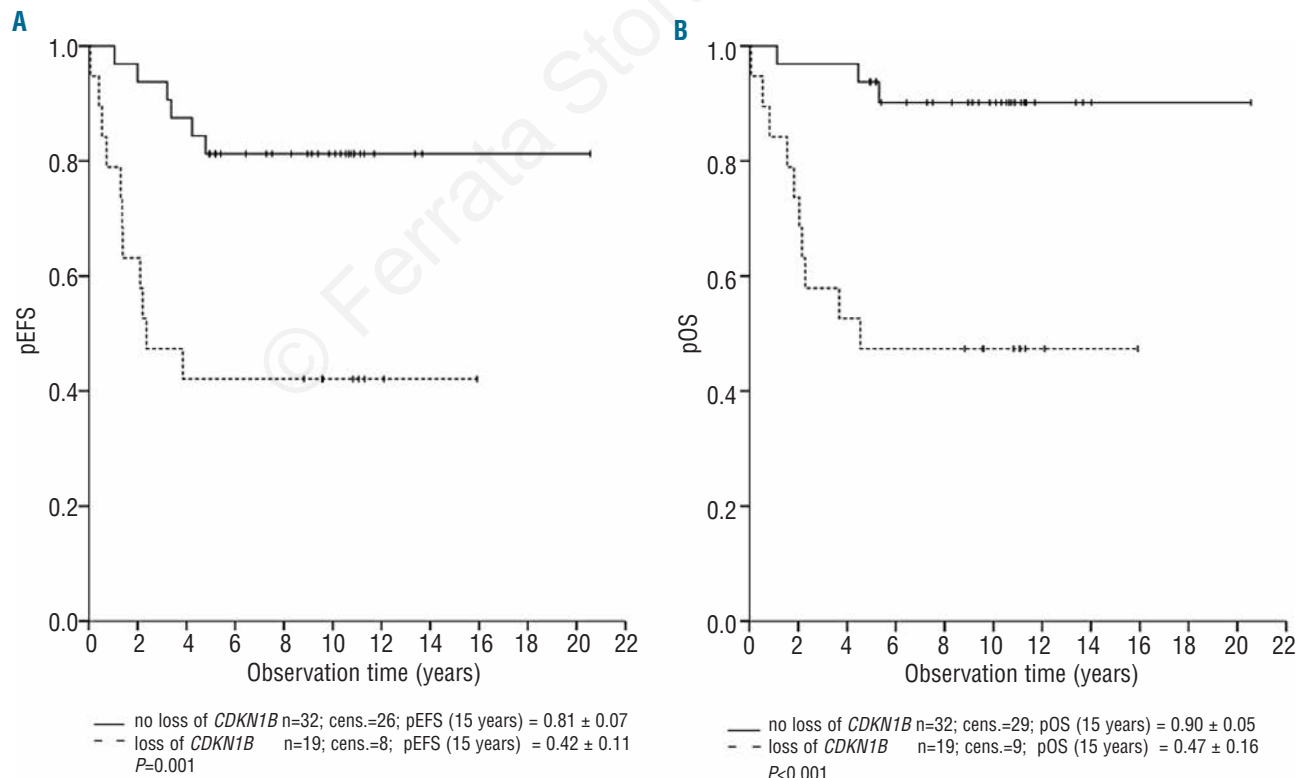 A
© Ferrata Stor
1.0
0.8
0.6
0.4
0.2
0.0
pEFS
0 2 4 6 8 10 12 14 16 18 20 22
Observation time (years)
no loss of CDKN1B n=32; cens.=26; pEFS (15 years) = 0.81 ± 0.07
loss of CDKN1B n=19; cens.=8; pEFS (15 years) = 0.42 ± 0.11
P=0.001
B
1.0
0.8
0.6
0.4
0.2
0.0
pOS
0 2 4 6 8 10 12 14 16 18 20 22
Observation time (years)
no loss of CDKN1B n=32; cens.=29; pOS (15 years) = 0.90 ± 0.05
loss of CDKN1B n=19; cens.=9; pOS (15 years) = 0.47 ± 0.16
P<0.001